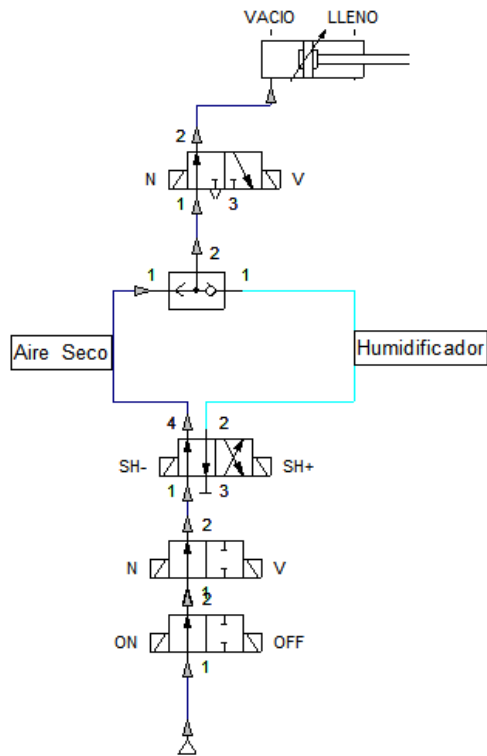 VACIO LLENO
2
N V
1 3
2
1 1
Aire Seco Humidificador
4 2
SH- SH+
1 3
2
N V
1
2
ON OFF
1